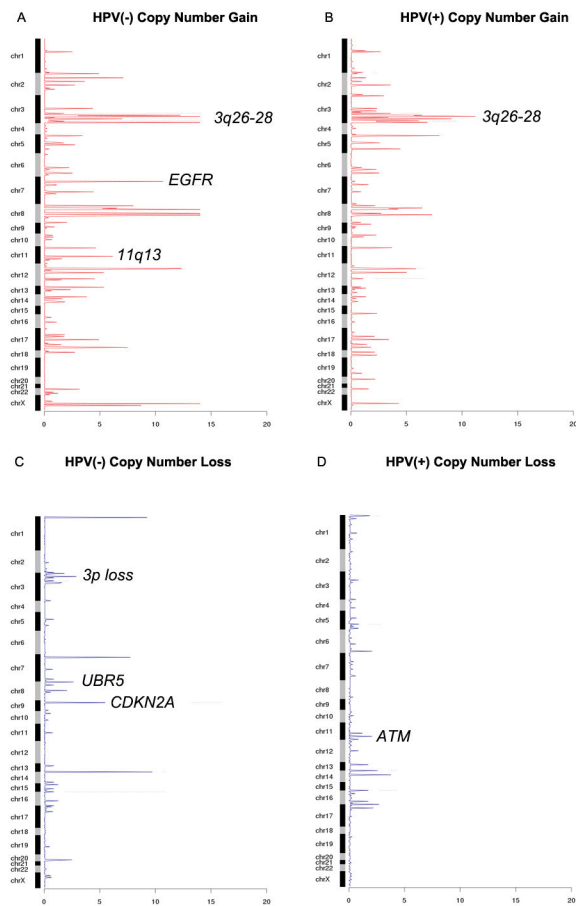 A HPV(-) Copy Number Gain
chr1
chr2
chr3
3q26-28
chr4
chr5
chr6
chr7
EGFR
chr8
chr9
chr10
chr11
11q13
chr12
chr13
chr14
chr15
chr16
chr17
chr18
chr19
chr20
chr21
chr22
chrX
0 5 10 15 20
B HPV(+) Copy Number Gain
chr1
chr2
chr3
3q26-28
chr4
chr5
chr6
chr7
chr8
chr9
chr10
chr11
chr12
chr13
chr14
chr15
chr16
chr17
chr18
chr19
chr20
chr21
chr22
chrX
0 5 10 15 20
C HPV(-) Copy Number Loss
chr1
chr2
3p loss
chr3
chr4
chr5
chr6
chr7
UBR5
chr8
CDKN2A
chr9
chr10
chr11
chr12
chr13
chr14
chr15
chr16
chr17
chr18
chr19
chr20
chr21
chr22
chrX
0 5 10 15 20
D HPV(+) Copy Number Loss
chr1
chr2
chr3
chr4
chr5
chr6
chr7
chr8
chr9
chr10
chr11
ATM
chr12
chr13
chr14
chr15
chr16
chr17
chr18
chr19
chr20
chr21
chr22
chrX
0 5 10 15 20